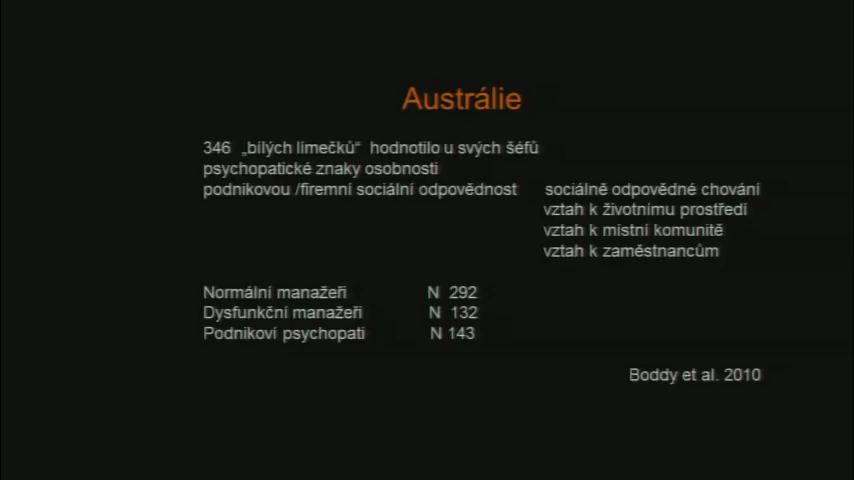 Austrálie
346 „bílých límečků“ hodnotilo u svých šéfů
psychopatické znaky osobnosti
podnikovou /firemní sociální odpovědnost sociálně odpovědné chování
vztah k životnímu prostředí
vztah k místní komunitě
vztah k zaměstnancům
Normální manažeři N 292
Dysfunkční manažeři N 132
Podnikoví psychopati N 143
Boddy et al. 2010